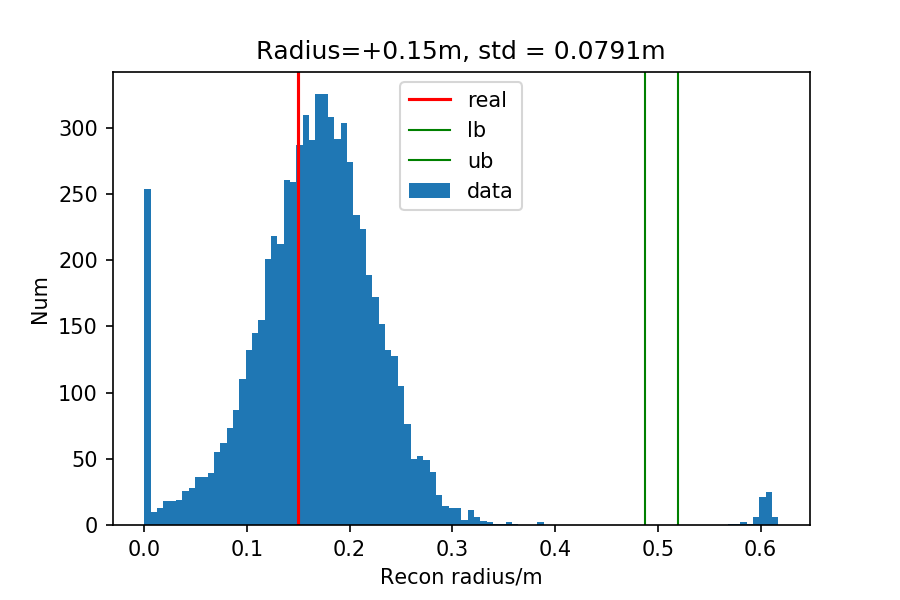 Radius=+0.15m, std = 0.0791m
real
lb
ub
data
300
250
200
150
100
50
0
Num
0.0 0.1 0.2 0.3 0.4 0.5 0.6
Recon radius/m